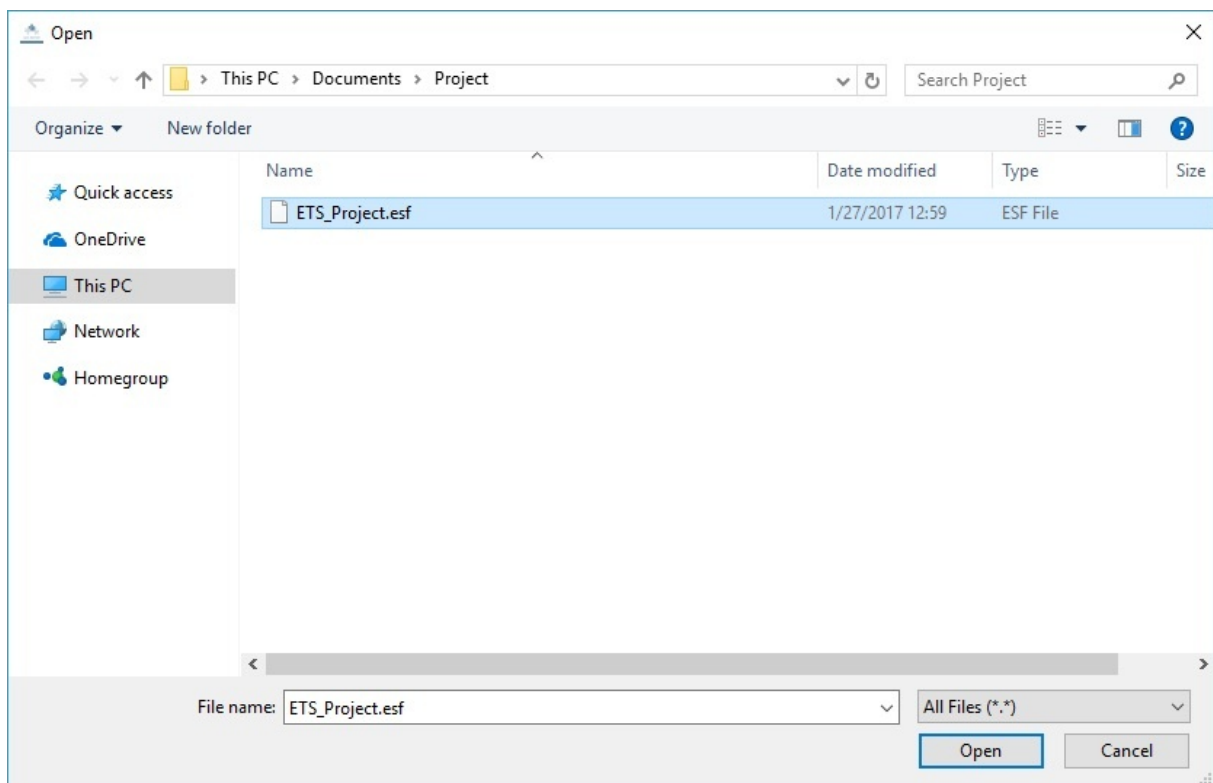 Open
This PC > Documents > Project
Search Project
Organize
New folder
Name
Date modified
Type
Size
Quick access
ETS_Project.esf
1/27/2017 12:59
ESF File
OneDrive
This PC
Network
Homegroup
File name:
ETS_Project.esf
All Files (*.*)
Open
Cancel